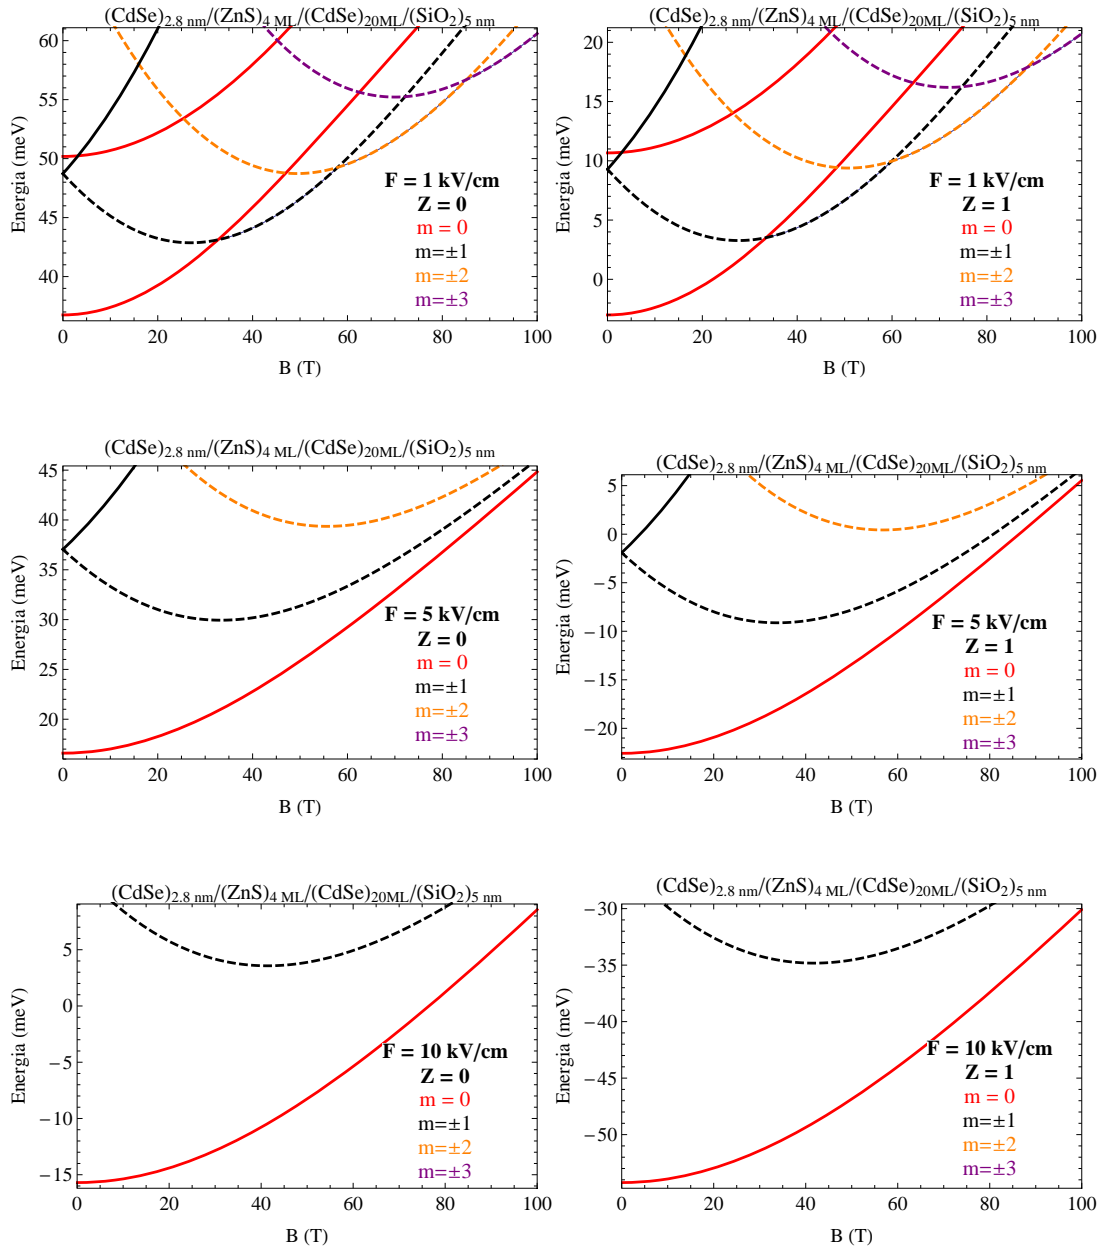 (CdSe)2.8 nm/(ZnS)4 ML/(CdSe)20ML/(SiO2)5 nm
Energia (meV)
60
55
50
45
40
F = 1 kV/cm
Z = 0
m = 0
m=±1
m=±2
m=±3
0 20 40 60 80 100
B (T)
(CdSe)2.8 nm/(ZnS)4 ML/(CdSe)20ML/(SiO2)5 nm
Energia (meV)
20
15
10
5
0
F = 1 kV/cm
Z = 1
m = 0
m=±1
m=±2
m=±3
0 20 40 60 80 100
B (T)
(CdSe)2.8 nm/(ZnS)4 ML/(CdSe)20ML/(SiO2)5 nm
Energia (meV)
45
40
35
30
25
20
F = 5 kV/cm
Z = 0
m = 0
m=±1
m=±2
m=±3
0 20 40 60 80 100
B (T)
(CdSe)2.8 nm/(ZnS)4 ML/(CdSe)20ML/(SiO2)5 nm
Energia (meV)
5
0
−5
−10
−15
−20
F = 5 kV/cm
Z = 1
m = 0
m=±1
m=±2
m=±3
0 20 40 60 80 100
B (T)
(CdSe)2.8 nm/(ZnS)4 ML/(CdSe)20ML/(SiO2)5 nm
Energia (meV)
5
0
−5
−10
−15
F = 10 kV/cm
Z = 0
m = 0
m=±1
m=±2
m=±3
0 20 40 60 80 100
B (T)
(CdSe)2.8 nm/(ZnS)4 ML/(CdSe)20ML/(SiO2)5 nm
Energia (meV)
−30
−35
−40
−45
−50
F = 10 kV/cm
Z = 1
m = 0
m=±1
m=±2
m=±3
0 20 40 60 80 100
B (T)